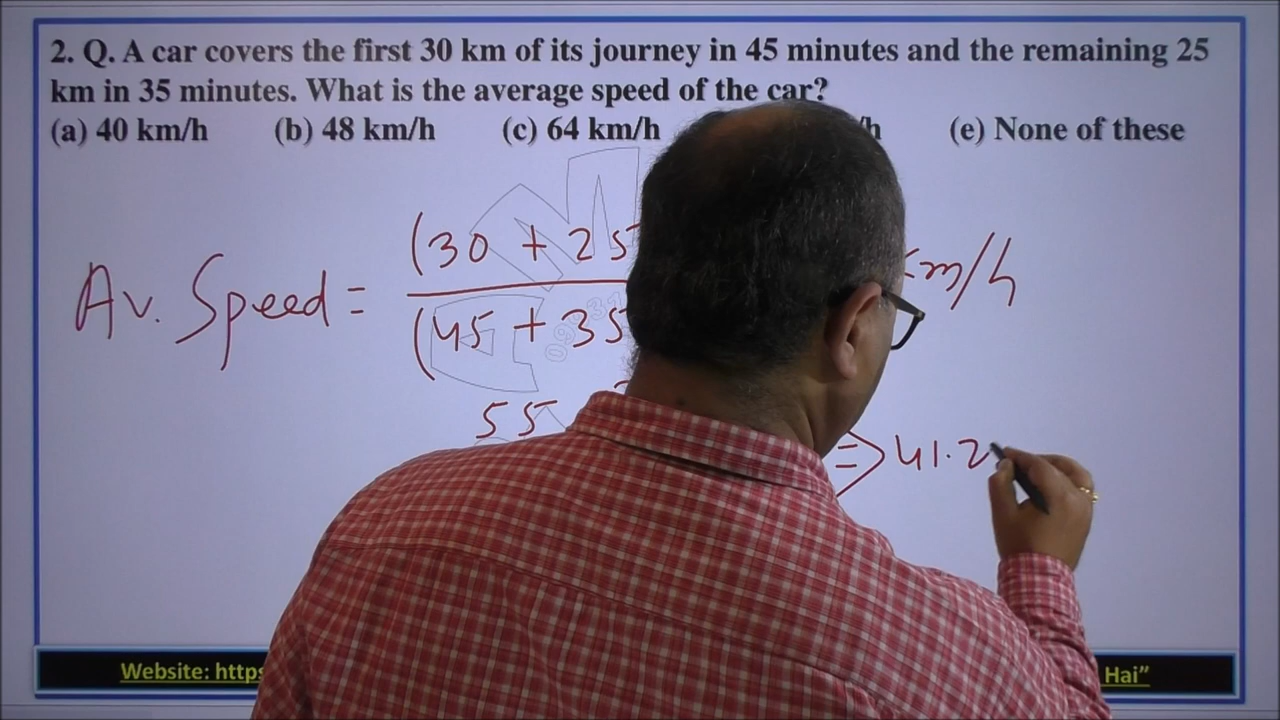 2. Q. A car covers the first 30 km of its journey in 45 minutes and the remaining 25
km in 35 minutes. What is the average speed of the car?
(a) 40 km/h (b) 48 km/h (c) 64 km/h /h (e) None of these
Av. Speed = (30 + 25 km/h
(45 + 35
55
=> 41.2
Website: https Hai”